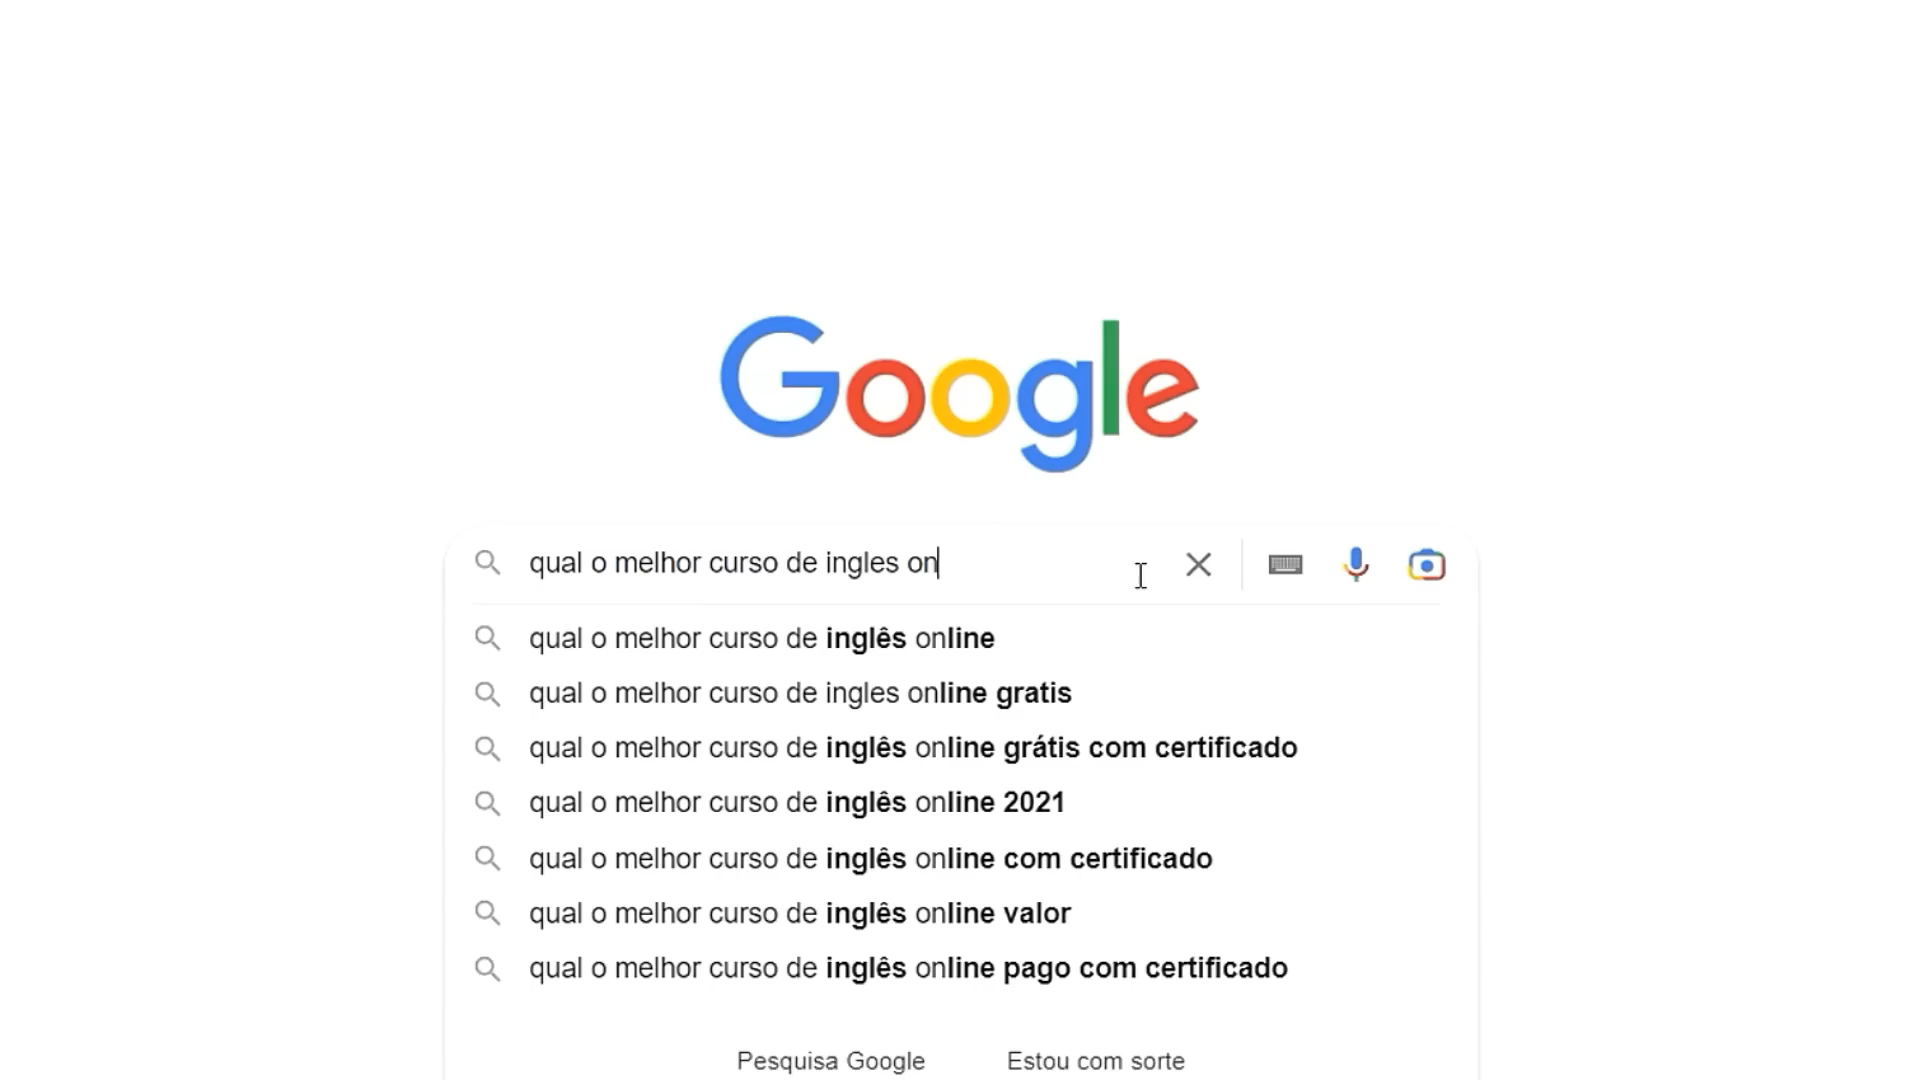 Google
qual o melhor curso de ingles on
qual o melhor curso de inglês online
qual o melhor curso de ingles online gratis
qual o melhor curso de inglês online grátis com certificado
qual o melhor curso de inglês online 2021
qual o melhor curso de inglês online com certificado
qual o melhor curso de inglês online valor
qual o melhor curso de inglês online pago com certificado
Pesquisa Google Estou com sorte